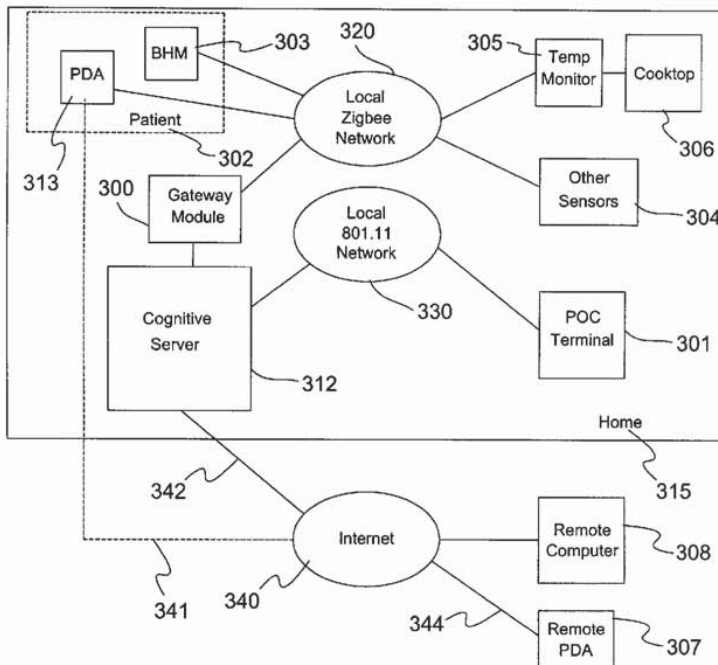 BHM
303
320
305
Temp
Monitor
Cooktop
PDA
Local
Zigbee
Network
Patient
306
313
302
Other
Sensors
304
300
Gateway
Module
Local
801.11
Network
Cognitive
Server
330
POC
Terminal
301
312
Home
315
342
Internet
Remote
Computer
308
340
341
344
Remote
PDA
307